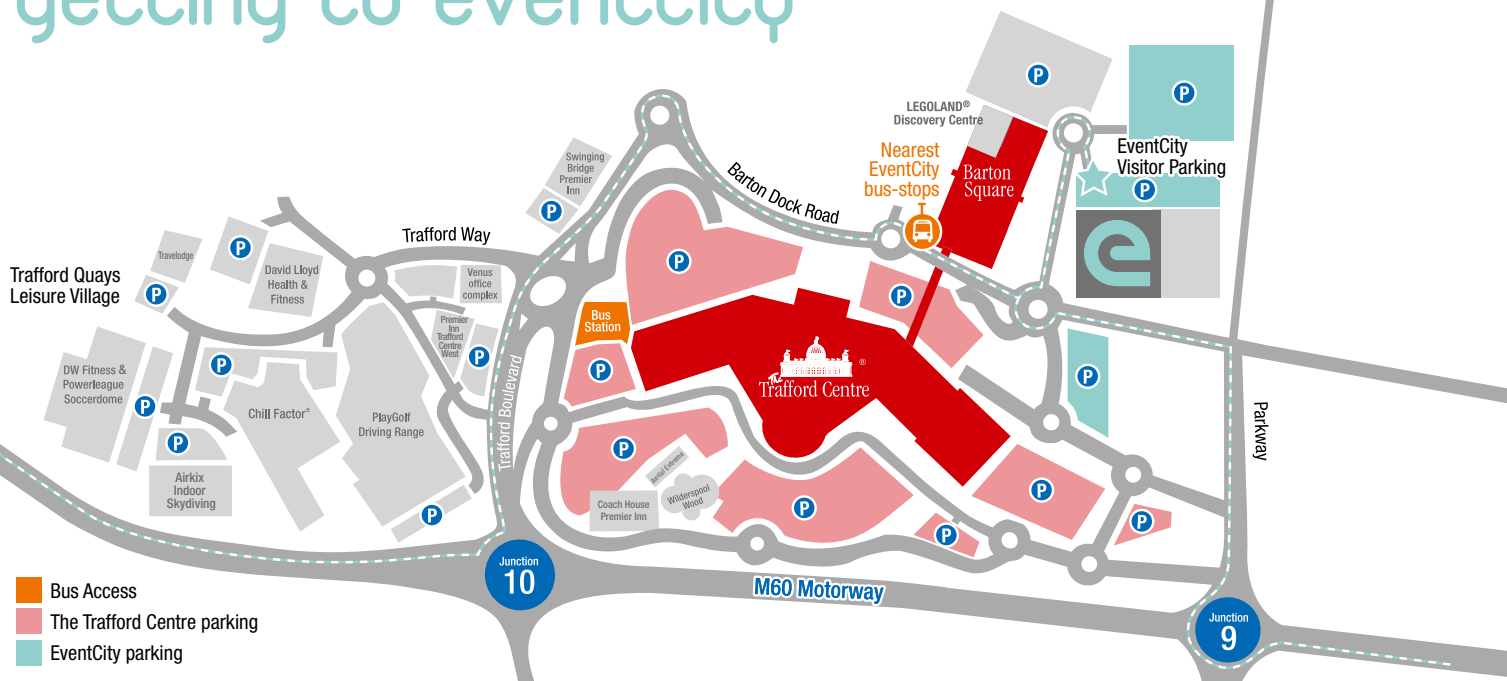 getting to eventcity
LEGOLAND®
Discovery Centre
P
P
Nearest
EventCity
bus-stops
Barton
Square
EventCity
Visitor Parking
P
e
Swinging
Bridge
Premier
Inn
P
Barton Dock Road
Trafford Way
Travelodge
P
David Lloyd
Health &
Fitness
Trafford Quays
Leisure Village
P
Venus
office
complex
P
P
Bus
Station
Premier
Inn
Trafford
Centre
West
P
P
The
Trafford Centre
®
P
DW Fitness &
Powerleague
Soccerdome
P
P
Chill Factor®
PlayGolf
Driving Range
Trafford Boulevard
Parkway
P
P
Airkix
Indoor
Skydiving
Aerial Extreme
Wilderspool
Wood
Coach House
Premier Inn
P
P
P
P
P
Junction
10
M60 Motorway
Junction
9
Bus Access
The Trafford Centre parking
EventCity parking